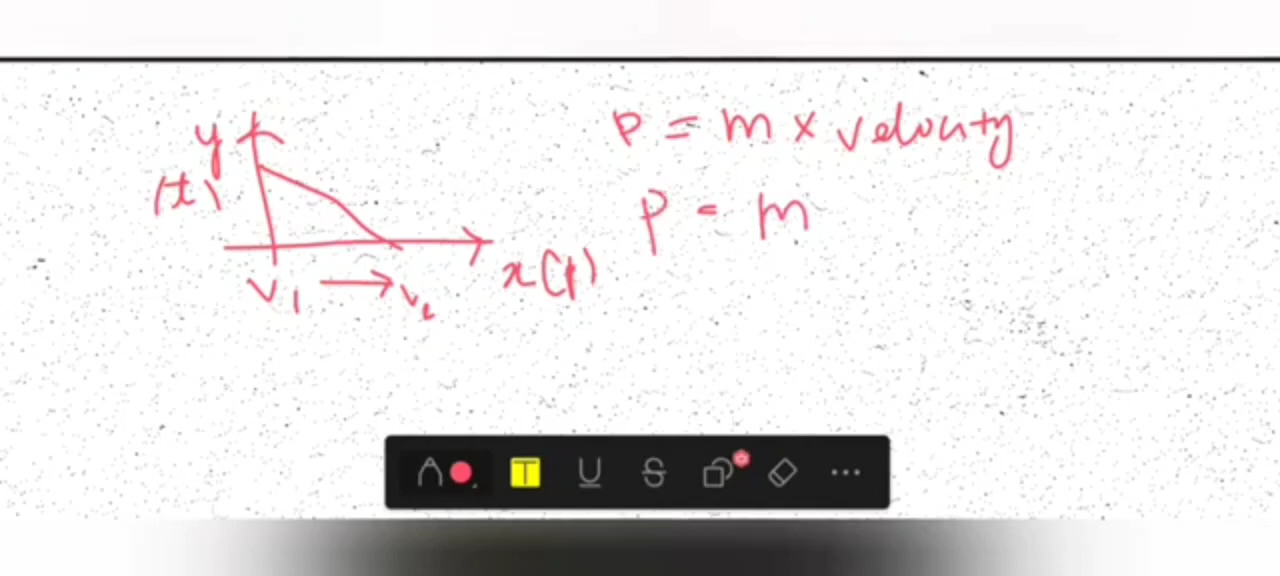 y
(t)
x(p)
V1 → V2
P = m × velocity
P = m